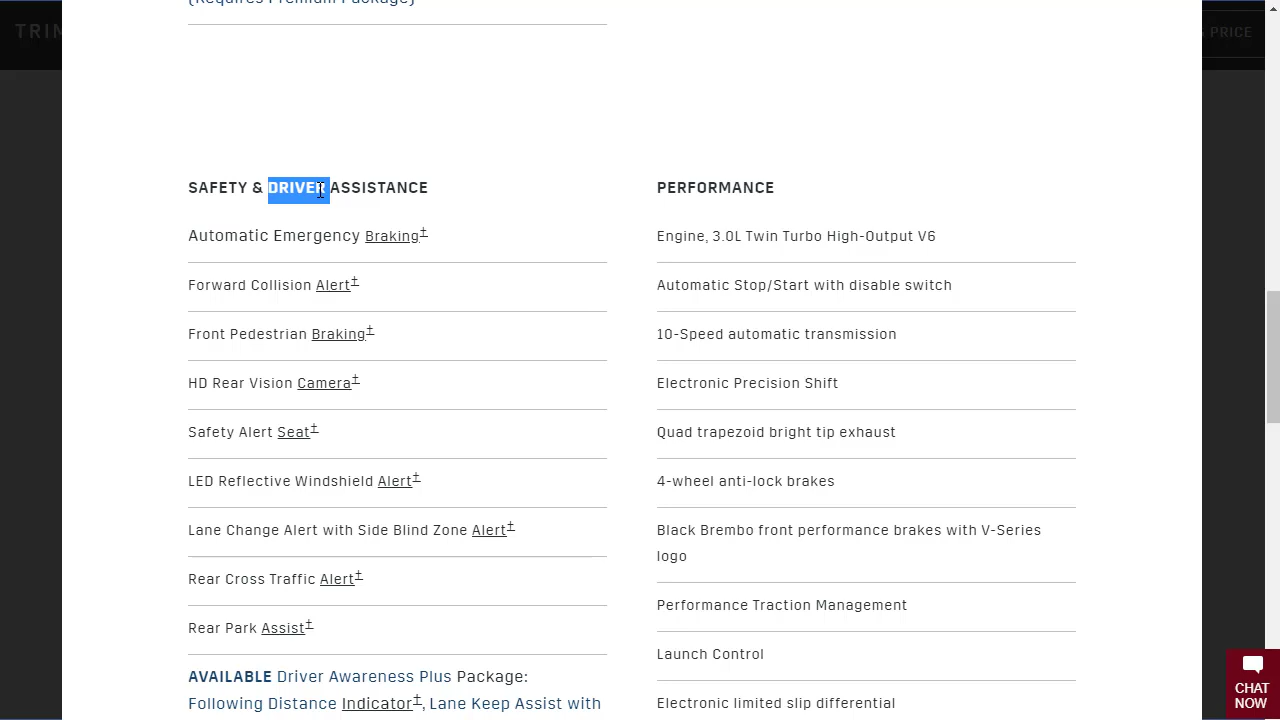 (Requires Premium Package)
TRIM
PRICE
SAFETY & DRIVER ASSISTANCE
Automatic Emergency Braking‡
Forward Collision Alert‡
Front Pedestrian Braking‡
HD Rear Vision Camera‡
Safety Alert Seat‡
LED Reflective Windshield Alert‡
Lane Change Alert with Side Blind Zone Alert‡
Rear Cross Traffic Alert‡
Rear Park Assist‡
AVAILABLE Driver Awareness Plus Package:
Following Distance Indicator‡, Lane Keep Assist with
PERFORMANCE
Engine, 3.0L Twin Turbo High-Output V6
Automatic Stop/Start with disable switch
10-Speed automatic transmission
Electronic Precision Shift
Quad trapezoid bright tip exhaust
4-wheel anti-lock brakes
Black Brembo front performance brakes with V-Series
logo
Performance Traction Management
Launch Control
Electronic limited slip differential
CHAT
NOW